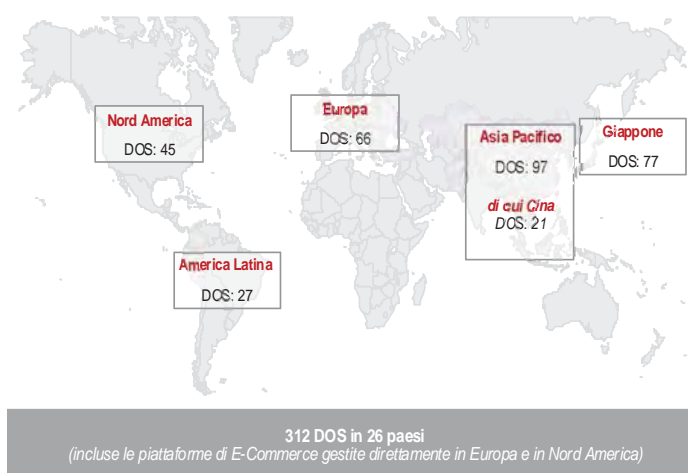 Nord America
DOS: 45
Europa
DOS: 66
Asia Pacifico
DOS: 97
di cui Cina
DOS: 21
Giappone
DOS: 77
America Latina
DOS: 27
312 DOS in 26 paesi
(incluse le piattaforme di E-Commerce gestite direttamente in Europa e in Nord America)